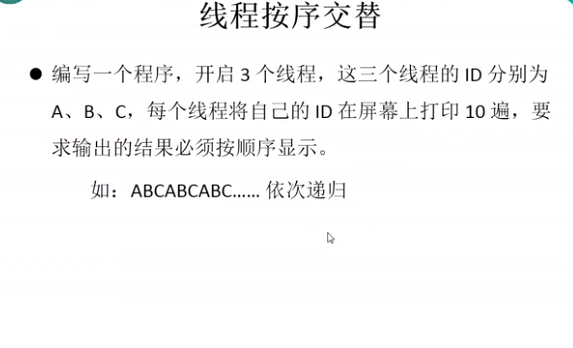 线程按序交替
● 编写一个程序，开启 3 个线程，这三个线程的 ID 分别为
A、B、C，每个线程将自己的 ID 在屏幕上打印 10 遍，要
求输出的结果必须按顺序显示。
如：ABCABCABC…… 依次递归